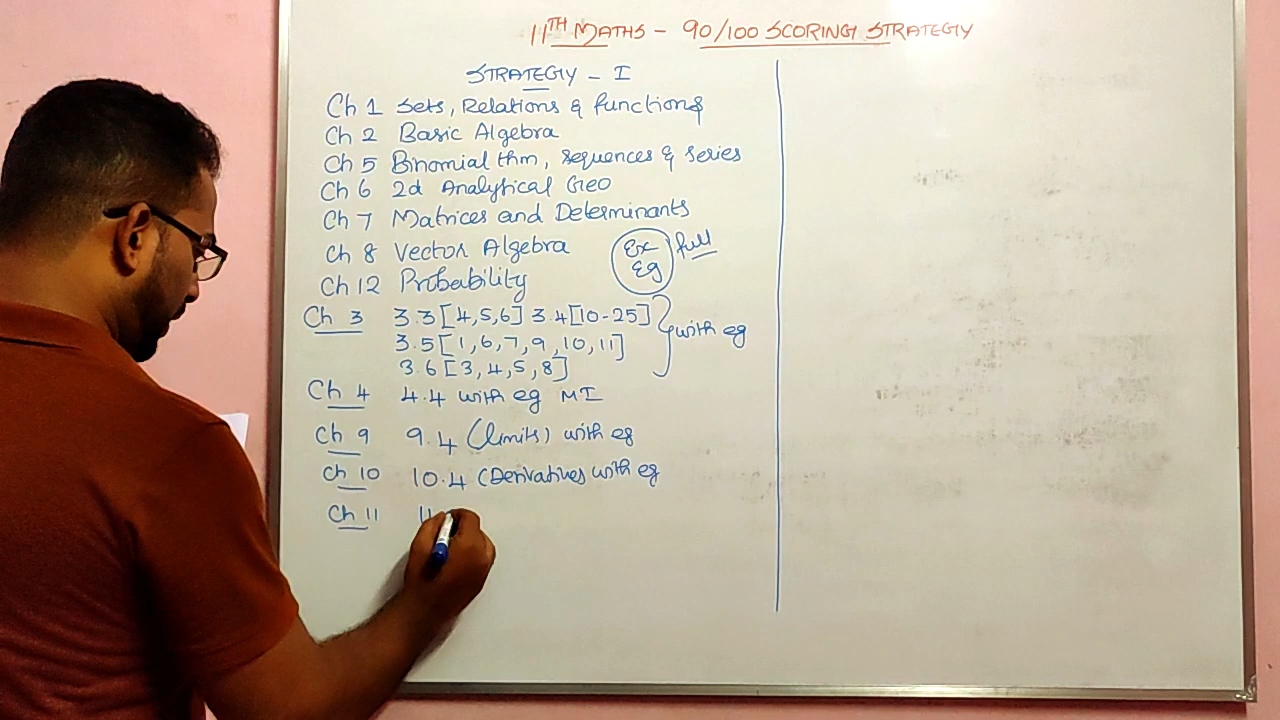 11TH MATHS - 90/100 SCORING STRATEGY
STRATEGY - I
Ch 1 Sets, Relations & functions
Ch 2 Basic Algebra
Ch 5 Binomial thm, sequences & series
Ch 6 2d Analytical Geo
Ch 7 Matrices and Determinants
Ch 8 Vector Algebra
Ch 12 Probability
Ex
Eg
full
Ch 3 3.3 [4,5,6] 3.4 [10-25]
3.5 [1,6,7,9,10,11]
3.6 [3,4,5,8]
with eg
Ch 4 4.4 with eg MI
Ch 9 9.4 (limits) with eg
Ch 10 10.4 (Derivatives with eg
Ch 11 11